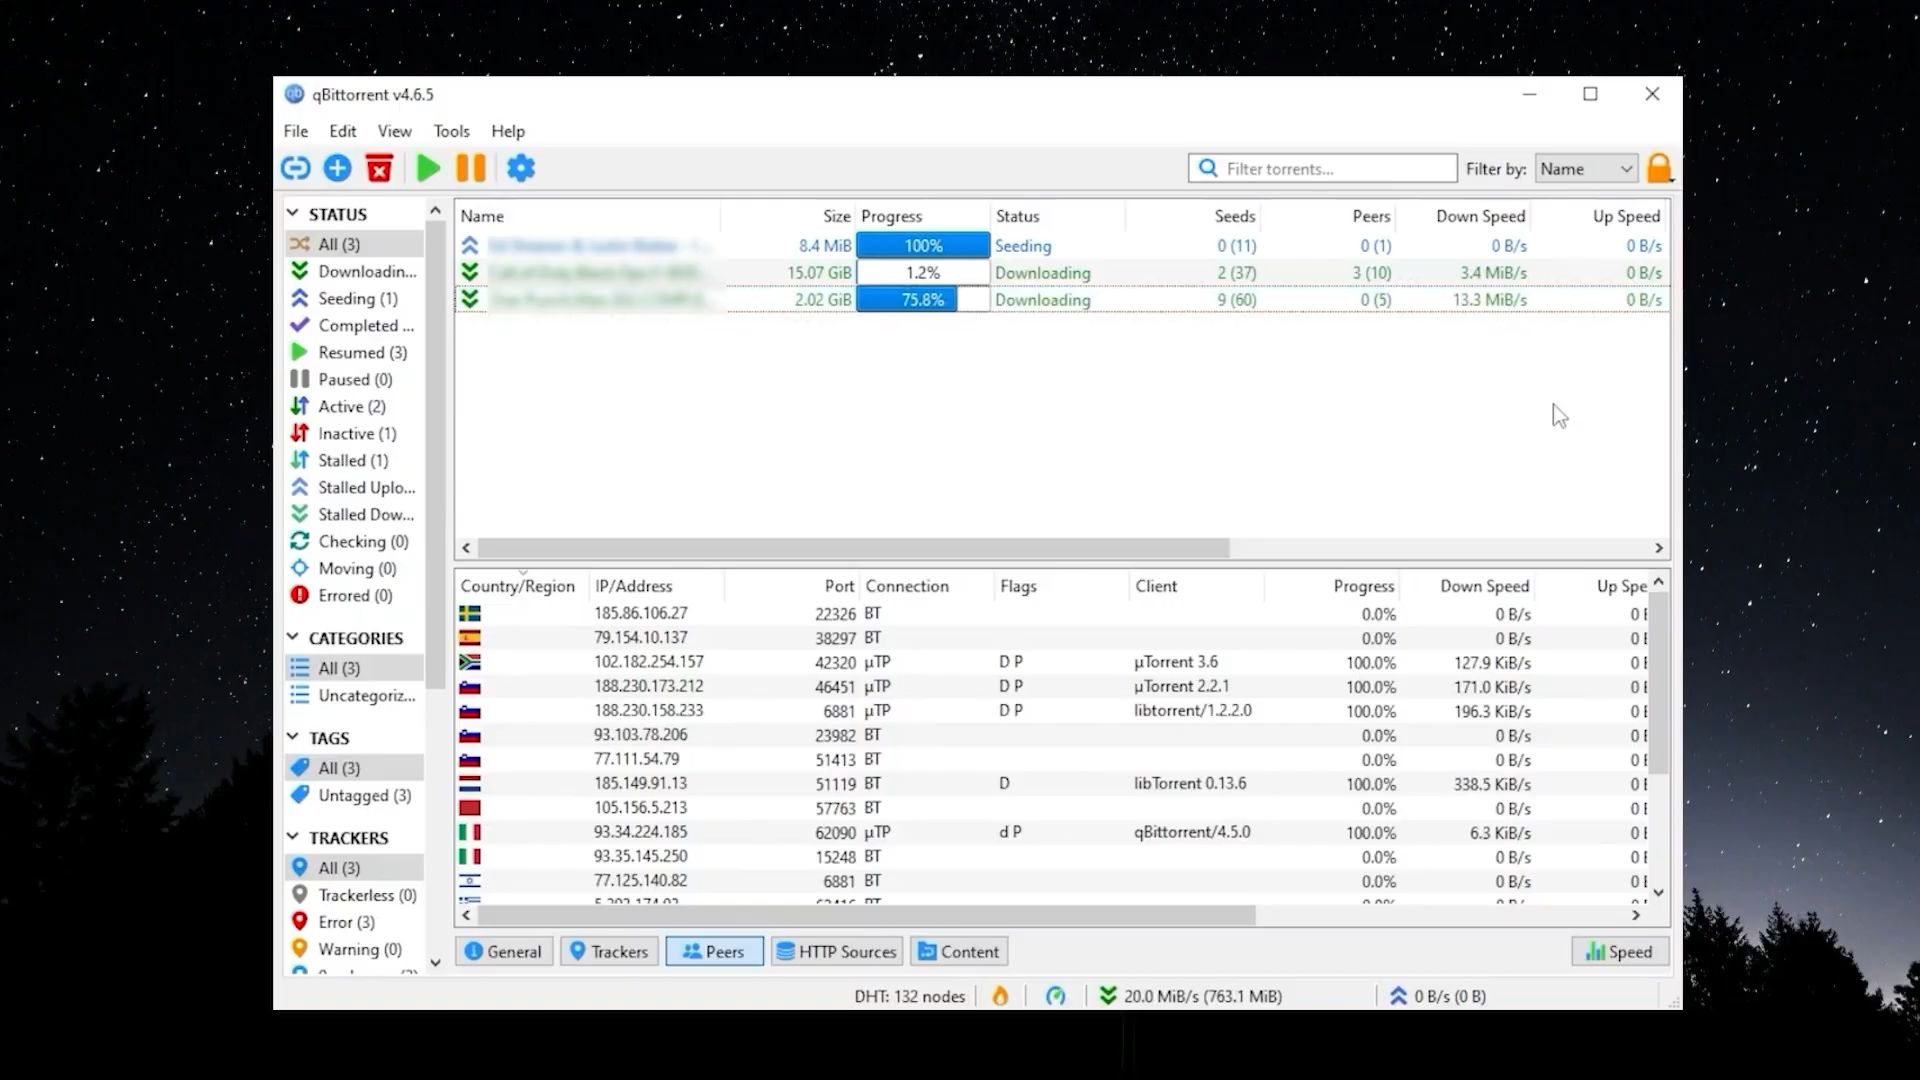 qBittorrent v4.6.5
File Edit View Tools Help
Filter torrents... Filter by: Name
STATUS
All (3)
Downloadin...
Seeding (1)
Completed ...
Resumed (3)
Paused (0)
Active (2)
Inactive (1)
Stalled (1)
Stalled Uplo...
Stalled Dow...
Checking (0)
Moving (0)
Errored (0)
CATEGORIES
All (3)
Uncategoriz...
TAGS
All (3)
Untagged (3)
TRACKERS
All (3)
Trackerless (0)
Error (3)
Warning (0)
Name Size Progress Status Seeds Peers Down Speed Up Speed
8.4 MiB 100% Seeding 0 (11) 0 (1) 0 B/s 0 B/s
15.07 GiB 1.2% Downloading 2 (37) 3 (10) 3.4 MiB/s 0 B/s
2.02 GiB 75.8% Downloading 9 (60) 0 (5) 13.3 MiB/s 0 B/s
Country/Region IP/Address Port Connection Flags Client Progress Down Speed Up Spe
185.86.106.27 22326 BT 0.0% 0 B/s 0
79.154.10.137 38297 BT 0.0% 0 B/s 0
102.182.254.157 42320 μTP D P μTorrent 3.6 100.0% 127.9 KiB/s 0
188.230.173.212 46451 μTP D P μTorrent 2.2.1 100.0% 171.0 KiB/s 0
188.230.158.233 6881 μTP D P libtorrent/1.2.2.0 100.0% 196.3 KiB/s 0
93.103.78.206 23982 BT 0.0% 0 B/s 0
77.111.54.79 51413 BT 0.0% 0 B/s 0
185.149.91.13 51119 BT D libTorrent 0.13.6 100.0% 338.5 KiB/s 0
105.156.5.213 57763 BT 0.0% 0 B/s 0
93.34.224.185 62090 μTP d P qBittorrent/4.5.0 100.0% 6.3 KiB/s 0
93.35.145.250 15248 BT 0.0% 0 B/s 0
77.125.140.82 6881 BT 0.0% 0 B/s 0
General Trackers Peers HTTP Sources Content Speed
DHT: 132 nodes 20.0 MiB/s (763.1 MiB) 0 B/s (0 B)